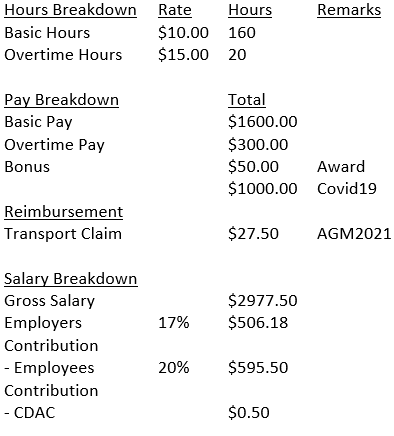 Hours Breakdown Rate Hours Remarks
Basic Hours $10.00 160
Overtime Hours $15.00 20
Pay Breakdown Total
Basic Pay $1600.00
Overtime Pay $300.00
Bonus $50.00 Award
$1000.00 Covid19
Reimbursement
Transport Claim $27.50 AGM2021
Salary Breakdown
Gross Salary $2977.50
Employers 17% $506.18
Contribution
- Employees 20% $595.50
Contribution
- CDAC $0.50